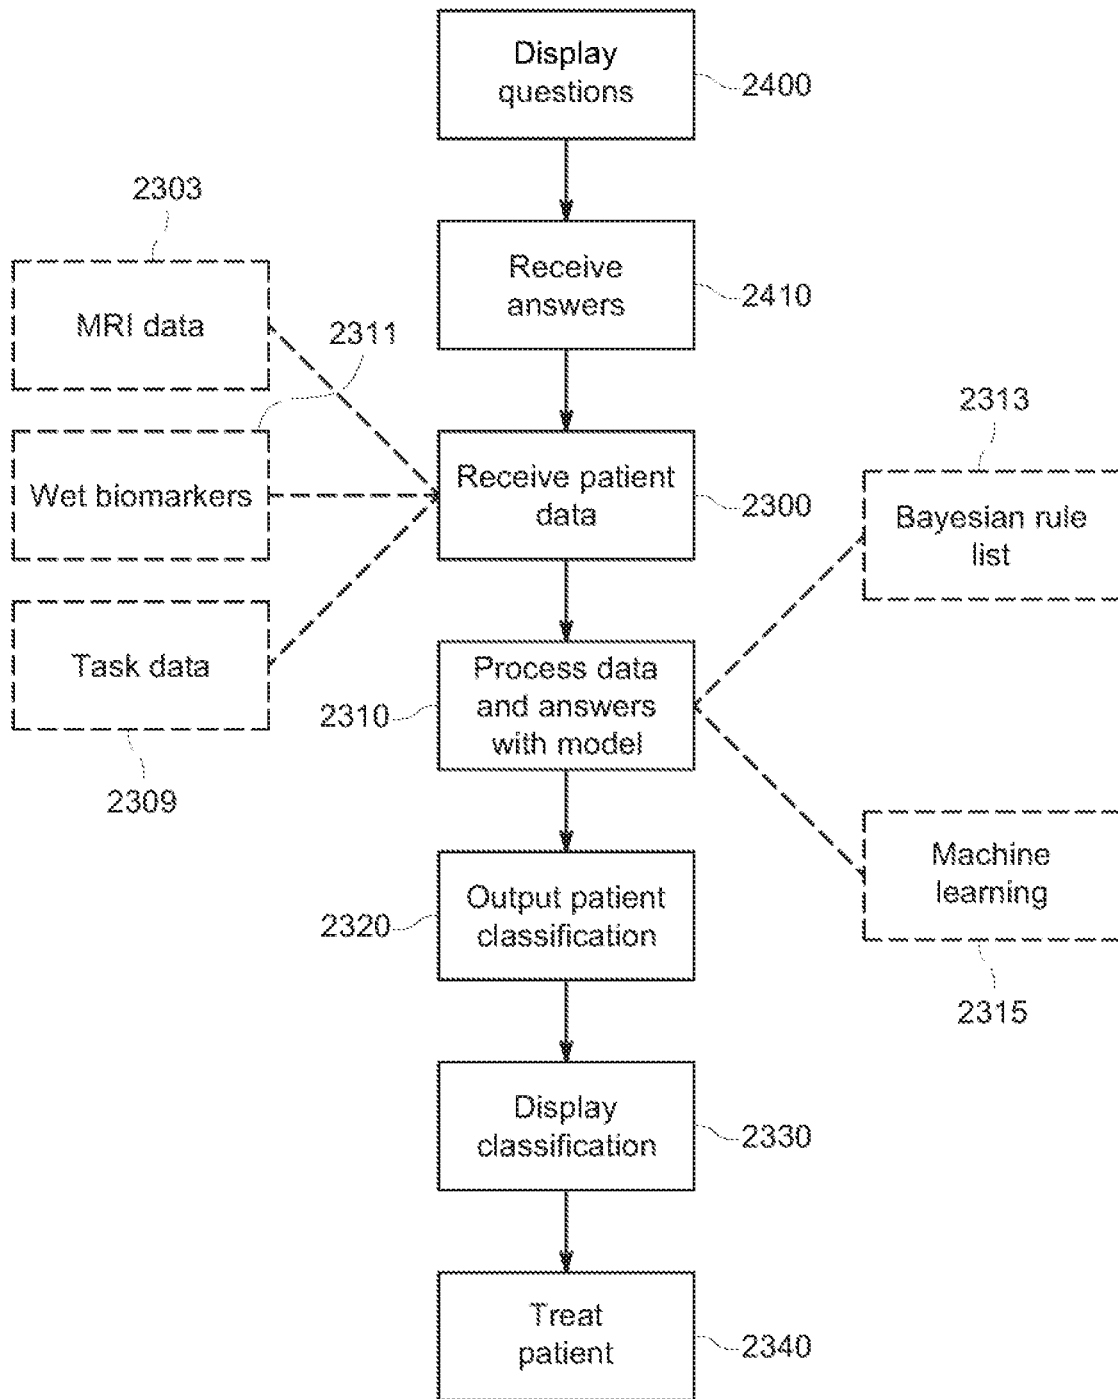 Display
questions
2400
2303
Receive
answers
2410
MRI data
2311
2313
Wet biomarkers
Receive patient
data
2300
Bayesian rule
list
Task data
2309
Process data
and answers
with model
2310
Machine
learning
2315
Output patient
classification
2320
Display
classification
2330
Treat
patient
2340